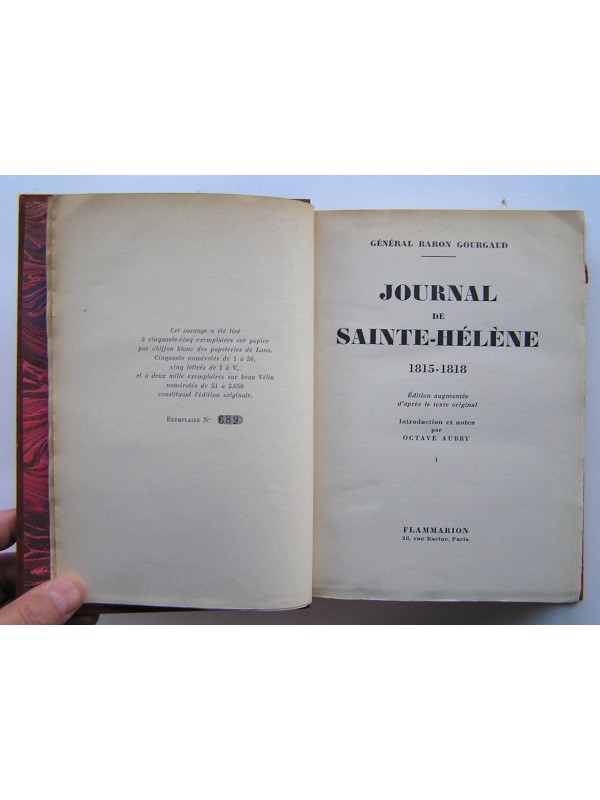 Cet ouvrage a été tiré
à cinquante-cinq exemplaires sur papier
pur chiffon blanc des papeteries de Lana.
Cinquante numérotés de 1 à 50,
cinq lettrés de I à V,
et à deux mille exemplaires sur beau Vélin
numérotés de 51 à 2.050
constituant l'édition originale.
EXEMPLAIRE N° 689
GÉNÉRAL BARON GOURGAUD
JOURNAL
DE
SAINTE-HÉLÈNE
1815-1818
Édition augmentée
d'après le texte original
Introduction et notes
par
OCTAVE AUBRY
I
FLAMMARION
26, rue Racine, Paris.